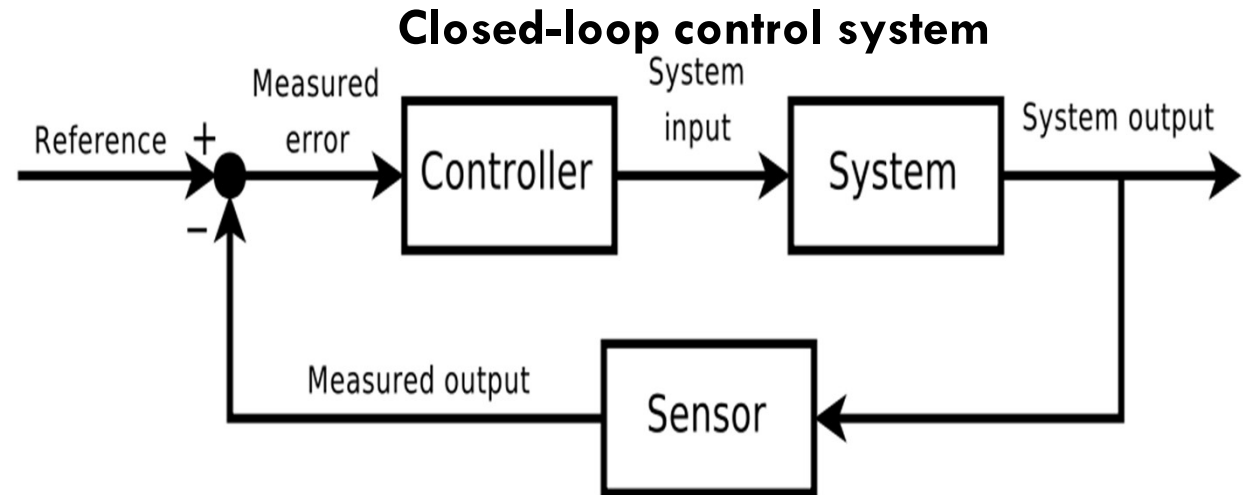 Closed-loop control system
Reference
+
−
Measured
error
Controller
System
input
System
System output
Measured output
Sensor